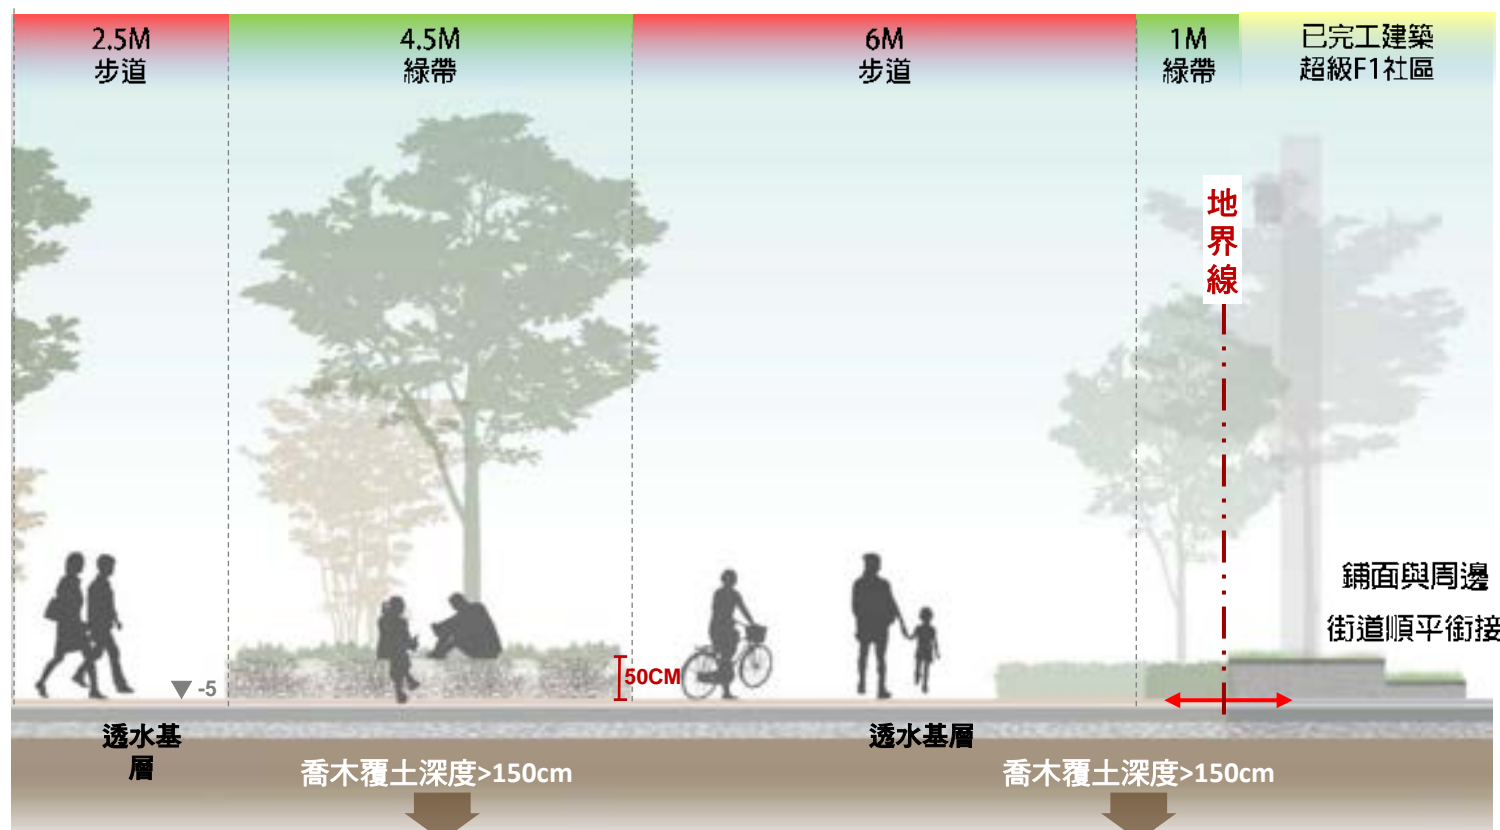 2.5M
步道
4.5M
綠帶
6M
步道
1M
綠帶
已完工建築
超級F1社區
地
界
線
鋪面與周邊
街道順平銜接
50CM
-5
透水基
層
透水基層
喬木覆土深度>150cm
喬木覆土深度>150cm